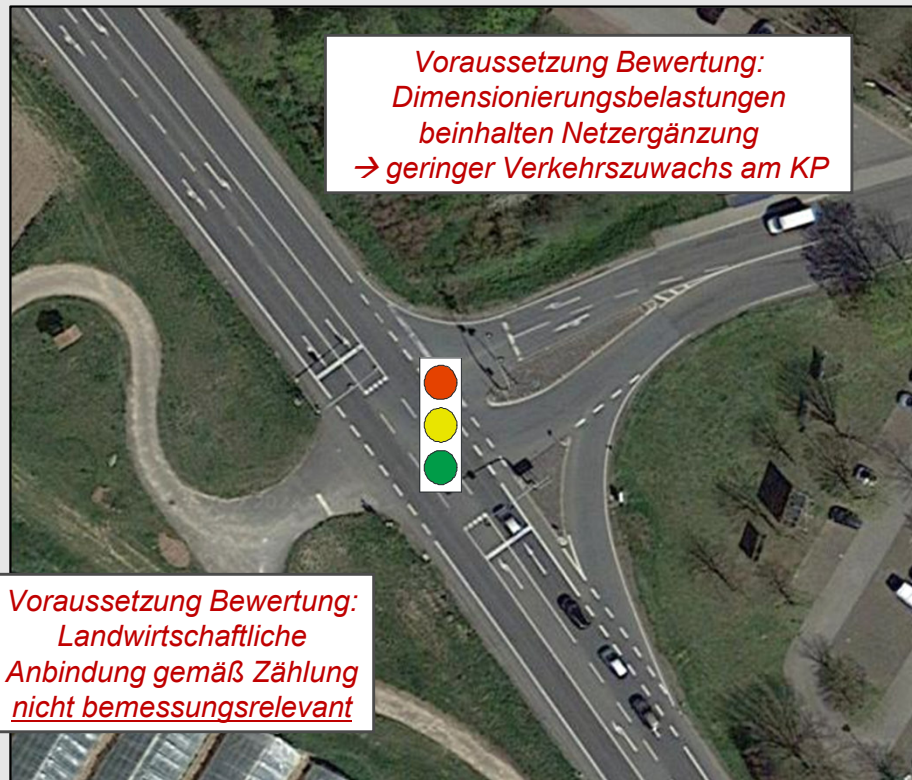 Voraussetzung Bewertung:
Dimensionierungsbelastungen
beinhalten Netzergänzung
→ geringer Verkehrszuwachs am KP
Voraussetzung Bewertung:
Landwirtschaftliche
Anbindung gemäß Zählung
nicht bemessungsrelevant